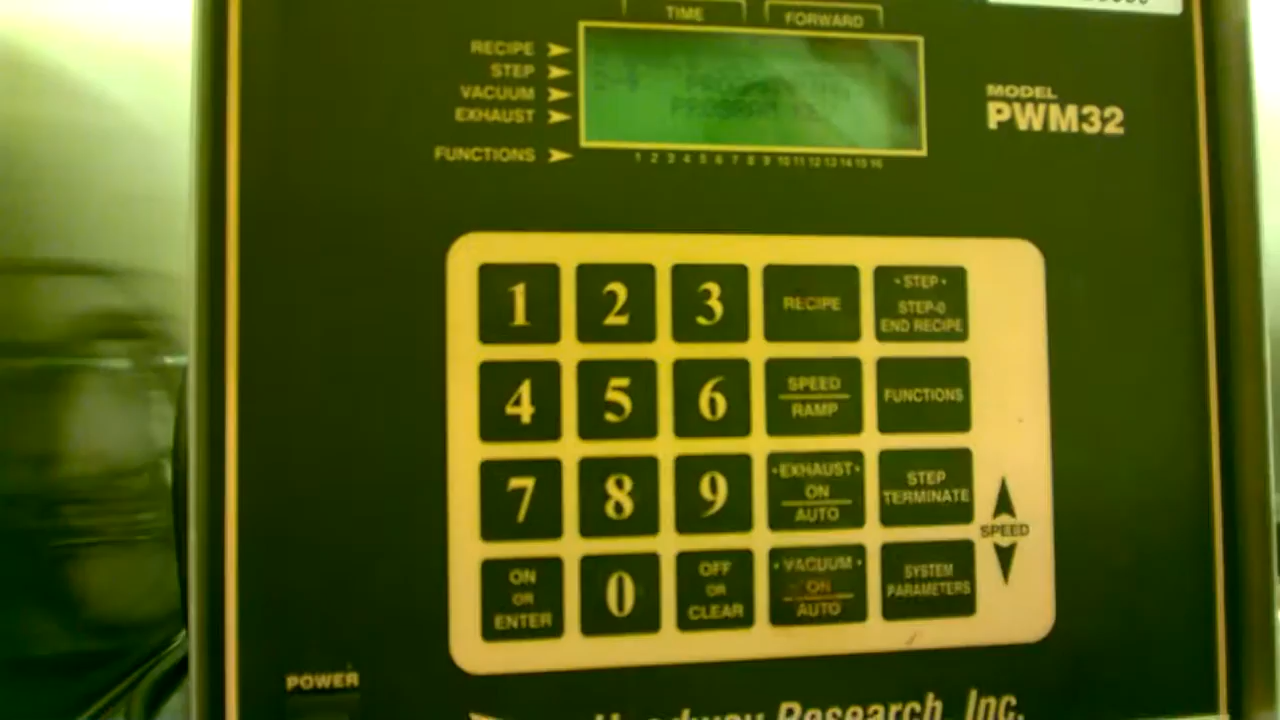 TIME FORWARD
RECIPE
STEP
VACUUM
EXHAUST
FUNCTIONS
1 2 3 4 5 6 7 8 9 10 11 12 13 14 15 16
MODEL
PWM32
1 2 3 RECIPE • STEP •
STEP-0
END RECIPE
4 5 6 SPEED
RAMP
FUNCTIONS
7 8 9 • EXHAUST •
ON
AUTO
STEP
TERMINATE
SPEED
ON
OR
ENTER
0
OFF
OR
CLEAR
• VACUUM •
ON
AUTO
SYSTEM
PARAMETERS
POWER
Headway Research, Inc.